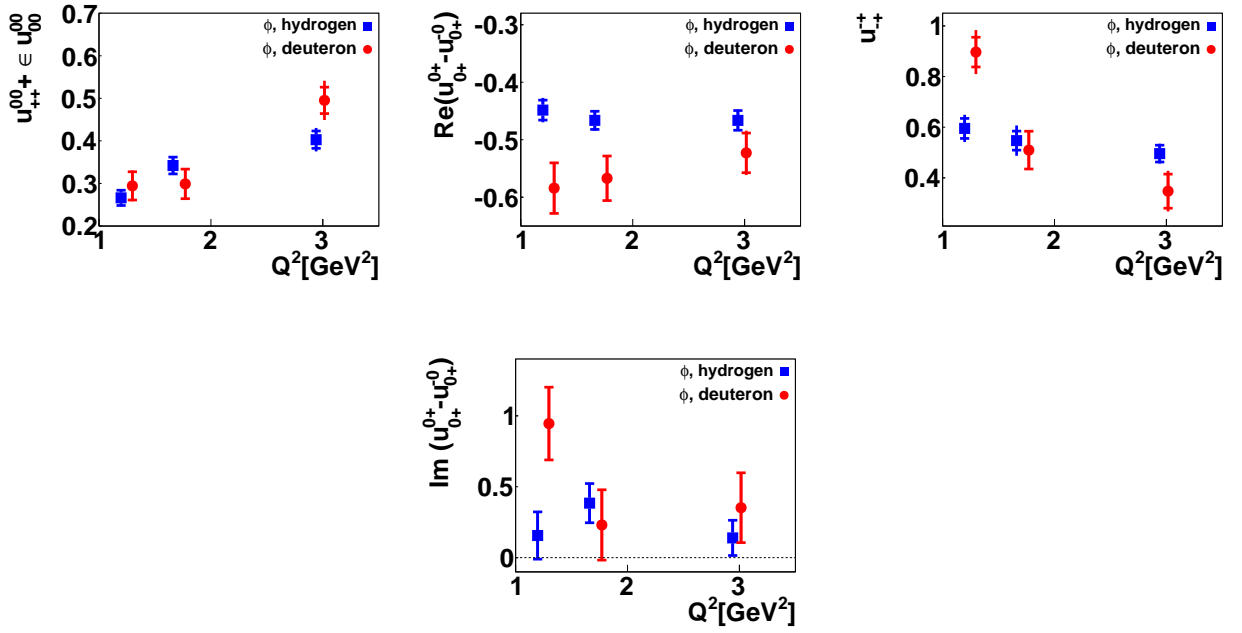 u⁰⁰₊₊ + ∈ u⁰⁰₀₀
0.7
0.6
0.5
0.4
0.3
0.2
ϕ, hydrogen
ϕ, deuteron
1
2
3
Q²[GeV²]
Re(u⁰⁺₀₊-u⁻⁰₀₊)
-0.3
-0.4
-0.5
-0.6
ϕ, hydrogen
ϕ, deuteron
1
2
3
Q²[GeV²]
u⁻⁺₋₊
1
0.8
0.6
0.4
ϕ, hydrogen
ϕ, deuteron
1
2
3
Q²[GeV²]
Im (u⁰⁺₀₊-u⁻⁰₀₊)
1
0.5
0
ϕ, hydrogen
ϕ, deuteron
1
2
3
Q²[GeV²]